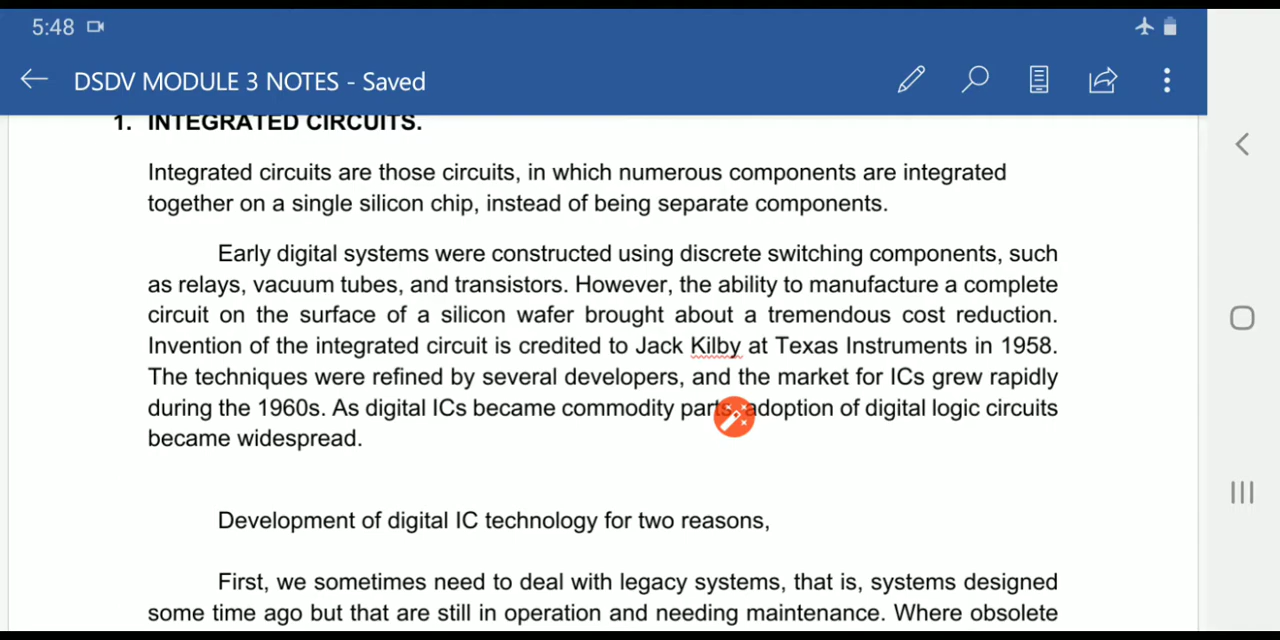 5:48
DSDV MODULE 3 NOTES - Saved
1. INTEGRATED CIRCUITS.
Integrated circuits are those circuits, in which numerous components are integrated
together on a single silicon chip, instead of being separate components.
Early digital systems were constructed using discrete switching components, such
as relays, vacuum tubes, and transistors. However, the ability to manufacture a complete
circuit on the surface of a silicon wafer brought about a tremendous cost reduction.
Invention of the integrated circuit is credited to Jack Kilby at Texas Instruments in 1958.
The techniques were refined by several developers, and the market for ICs grew rapidly
during the 1960s. As digital ICs became commodity parts, adoption of digital logic circuits
became widespread.
Development of digital IC technology for two reasons,
First, we sometimes need to deal with legacy systems, that is, systems designed
some time ago but that are still in operation and needing maintenance. Where obsolete